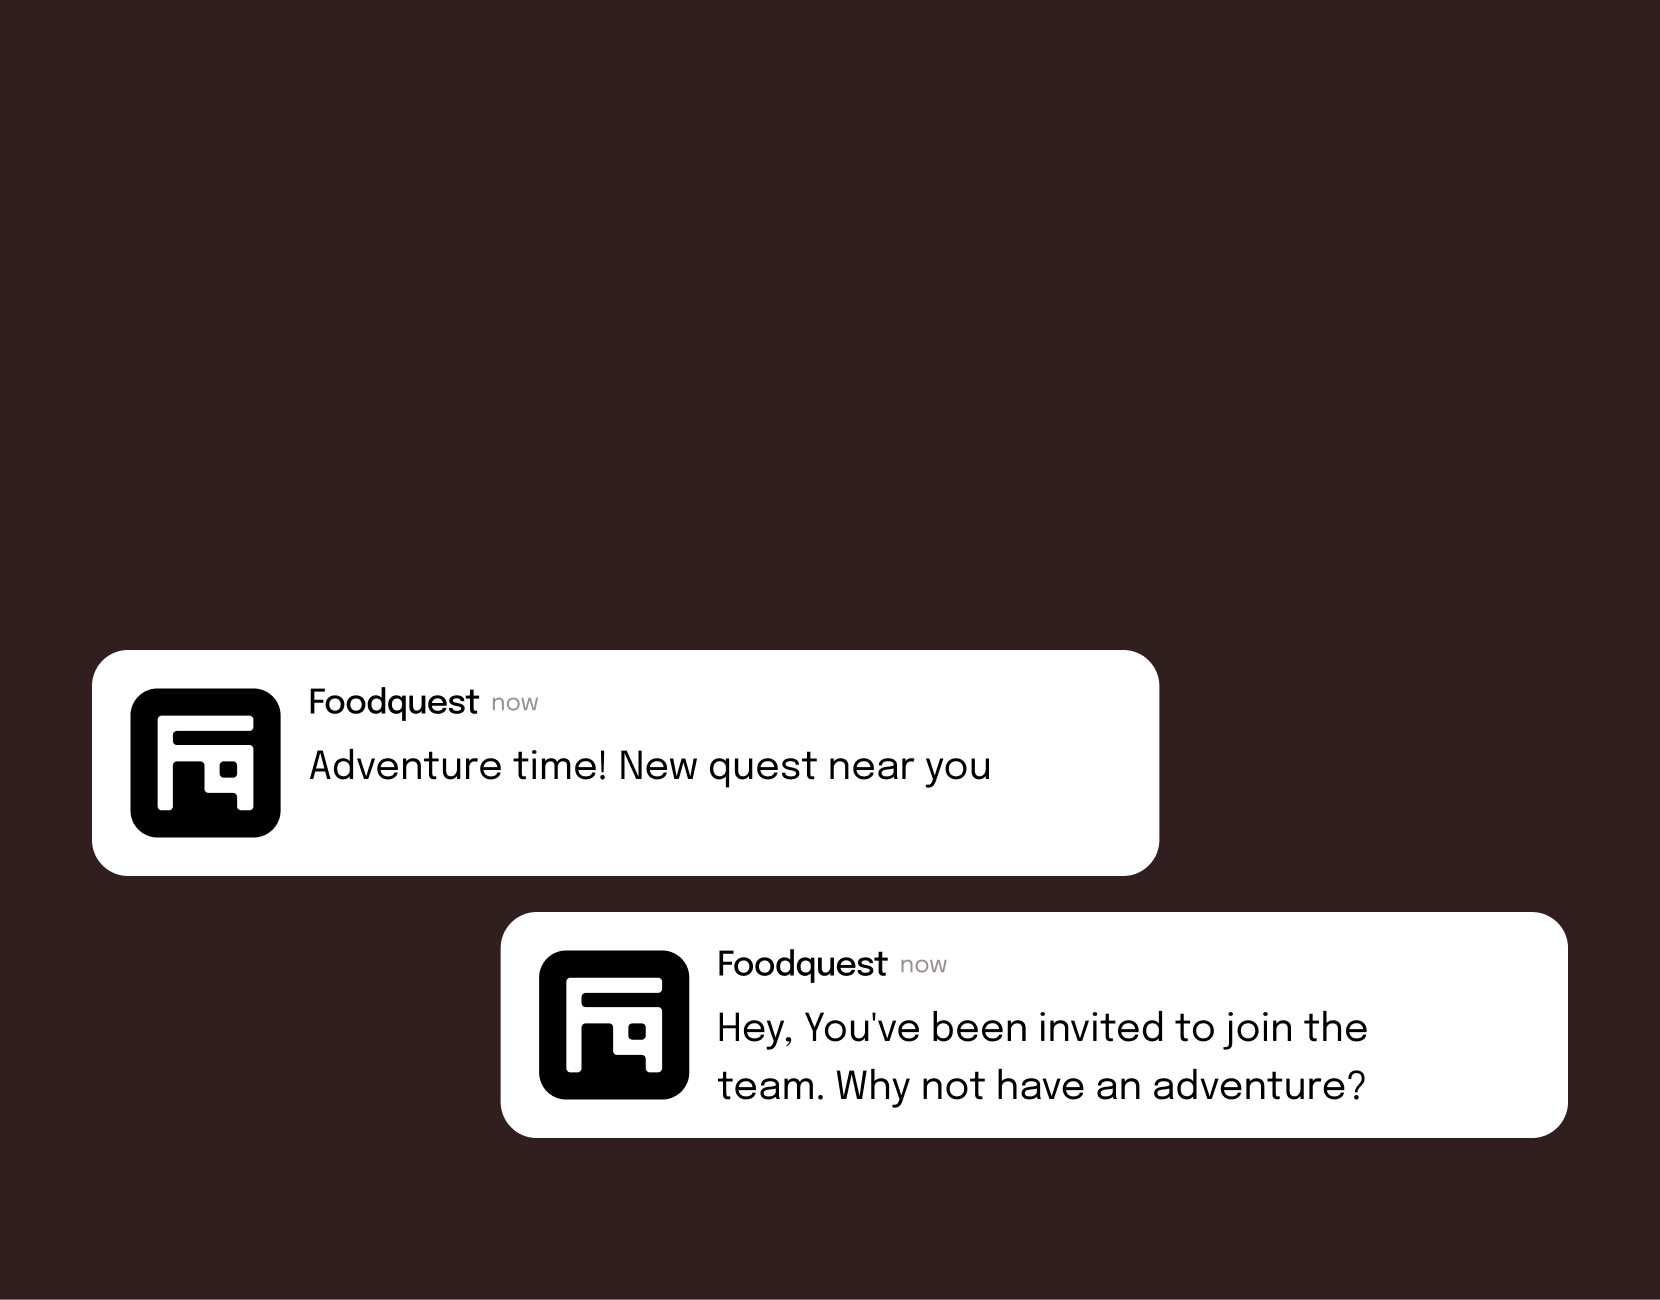 Foodquest now
Adventure time! New quest near you
Foodquest now
Hey, You've been invited to join the
team. Why not have an adventure?